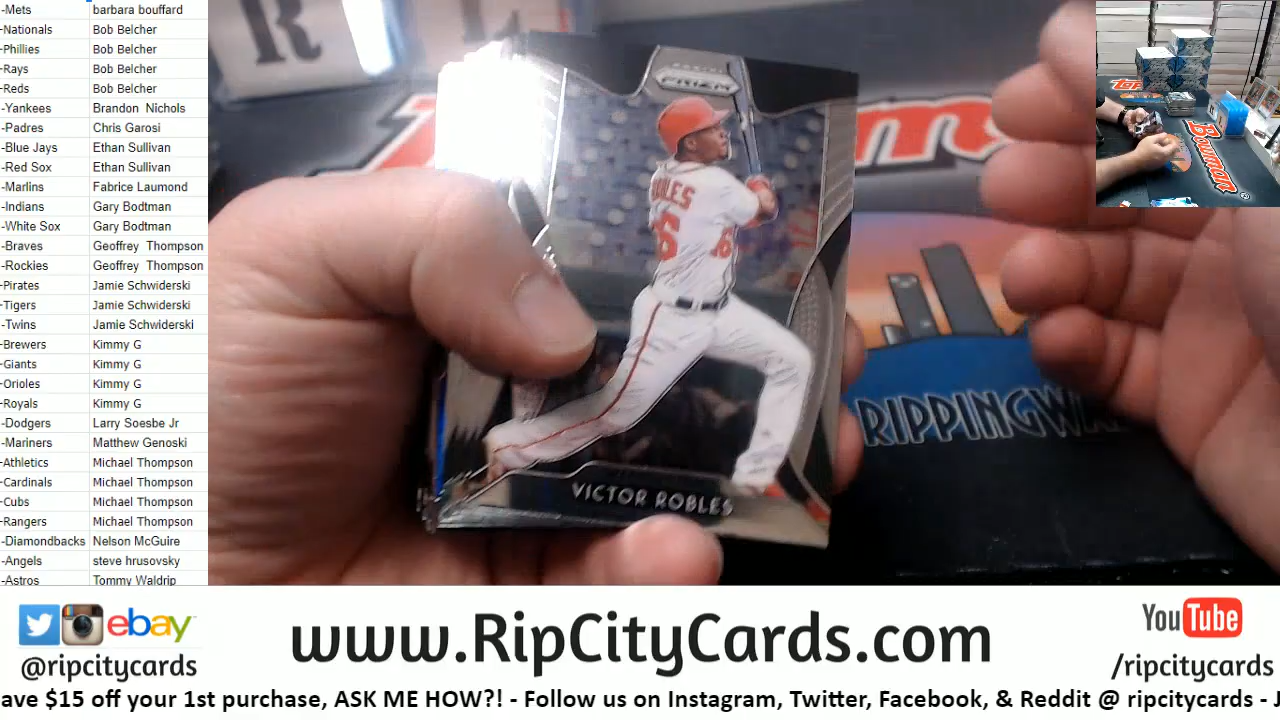 -Mets barbara bouffard
-Nationals Bob Belcher
-Phillies Bob Belcher
-Rays Bob Belcher
-Reds Bob Belcher
-Yankees Brandon Nichols
-Padres Chris Garosi
-Blue Jays Ethan Sullivan
-Red Sox Ethan Sullivan
-Marlins Fabrice Laumond
-Indians Gary Bodtman
-White Sox Gary Bodtman
-Braves Geoffrey Thompson
-Rockies Geoffrey Thompson
-Pirates Jamie Schwiderski
-Tigers Jamie Schwiderski
-Twins Jamie Schwiderski
-Brewers Kimmy G
-Giants Kimmy G
-Orioles Kimmy G
-Royals Kimmy G
-Dodgers Larry Soesbe Jr
-Mariners Matthew Genoski
-Athletics Michael Thompson
-Cardinals Michael Thompson
-Cubs Michael Thompson
-Rangers Michael Thompson
-Diamondbacks Nelson McGuire
-Angels steve hrusovsky
-Astros Tommy Waldrip
R
PRIZM
16
VICTOR ROBLES
RIPPINGWA
Bowman
ebay
@ripcitycards
www.RipCityCards.com
YouTube
/ripcitycards
ave $15 off your 1st purchase, ASK ME HOW?! - Follow us on Instagram, Twitter, Facebook, & Reddit @ ripcitycards - J